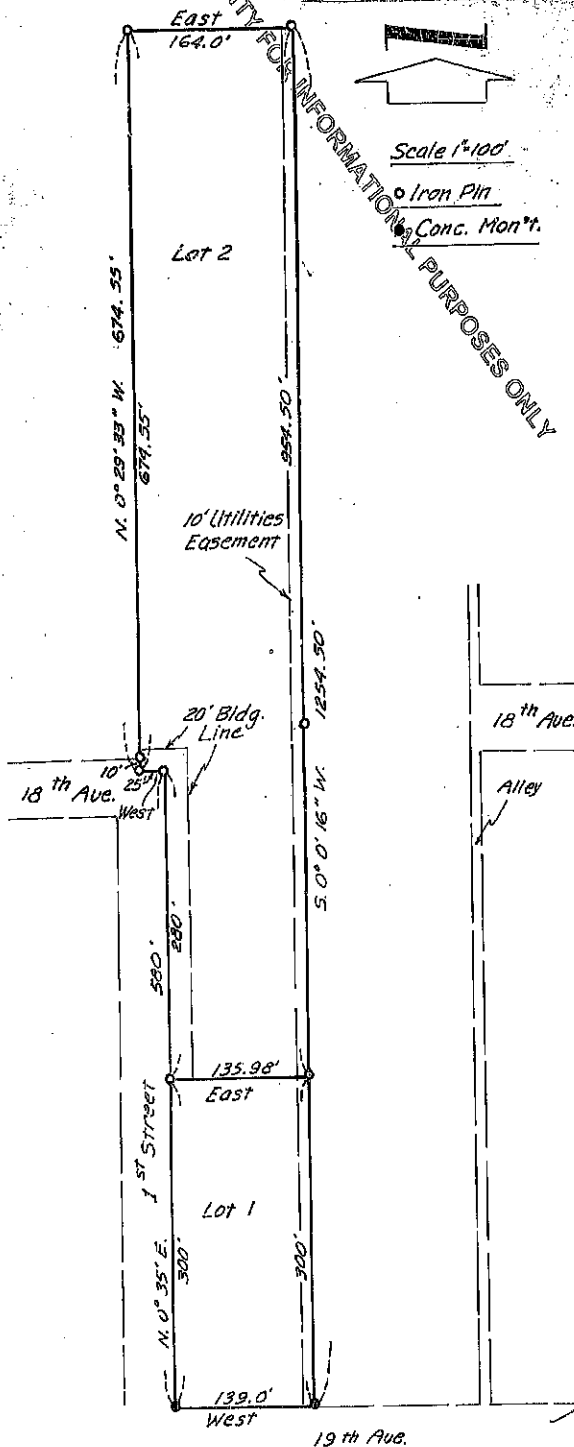 East
164.0'
TY FOR INFORMATIONAL PURPOSES ONLY
Scale 1"=100'
Iron Pin
Conc. Mon't.
Lot 2
N. 0° 29' 33" W. 674.55'
674.55'
954.50'
10' Utilities
Easement
1254.50'
S. 0° 0' 16" W.
20' Bldg.
Line
10'
25'
West
18th Ave.
18th Ave.
Alley
580'
280'
135.98'
East
1st Street
Lot 1
N. 0° 35' E.
300'
300'
139.0'
West
19th Ave.